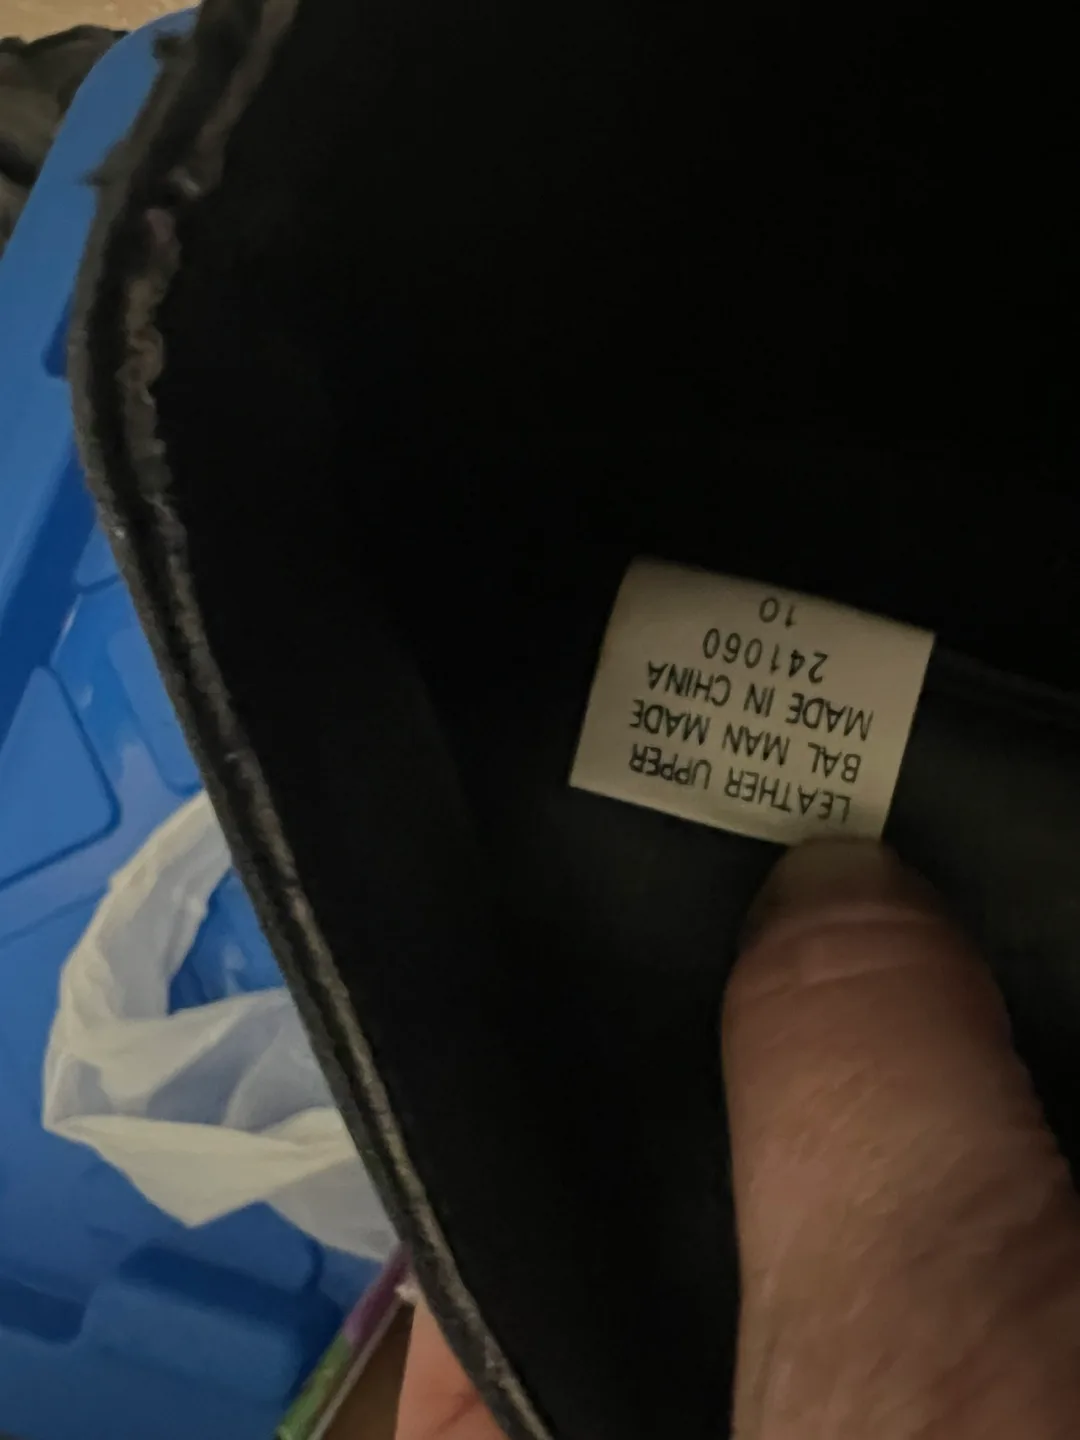 LEATHER UPPER
BAL MAN MADE
MADE IN CHINA
241060
10